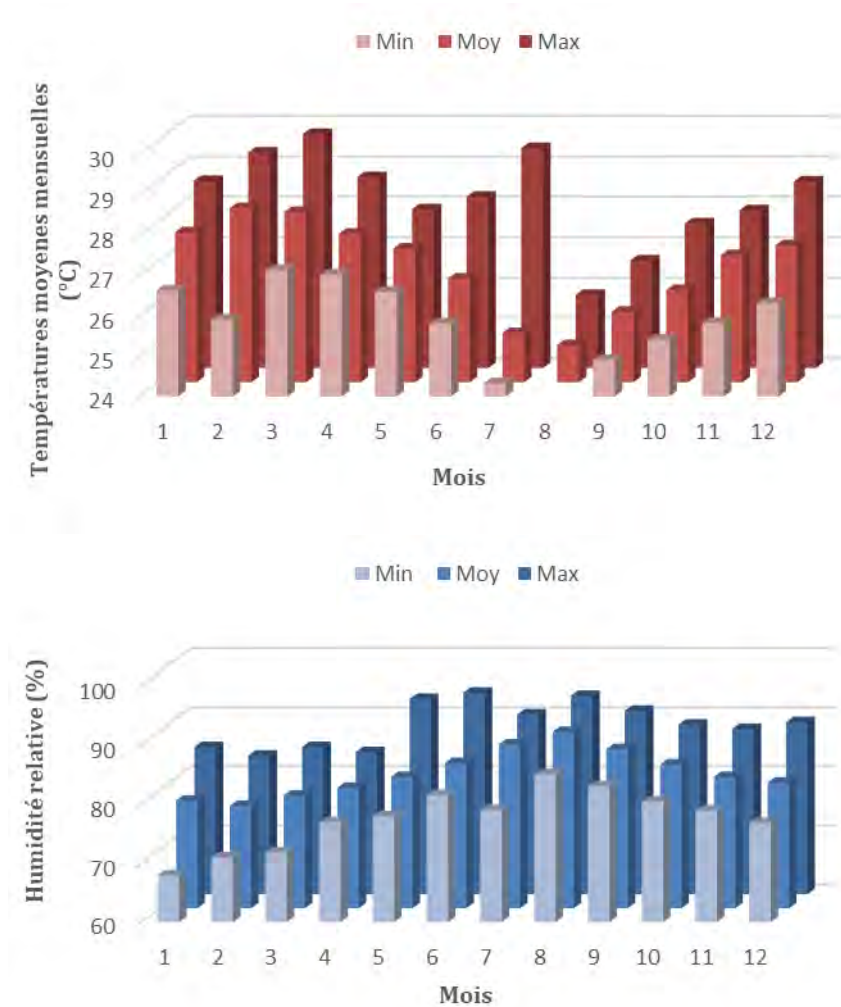 Min Moy Max
Températures moyenes mensuelles
(°C)
30
29
28
27
26
25
24
1 2 3 4 5 6 7 8 9 10 11 12
Mois
Min Moy Max
Humidité relative (%)
100
90
80
70
60
1 2 3 4 5 6 7 8 9 10 11 12
Mois